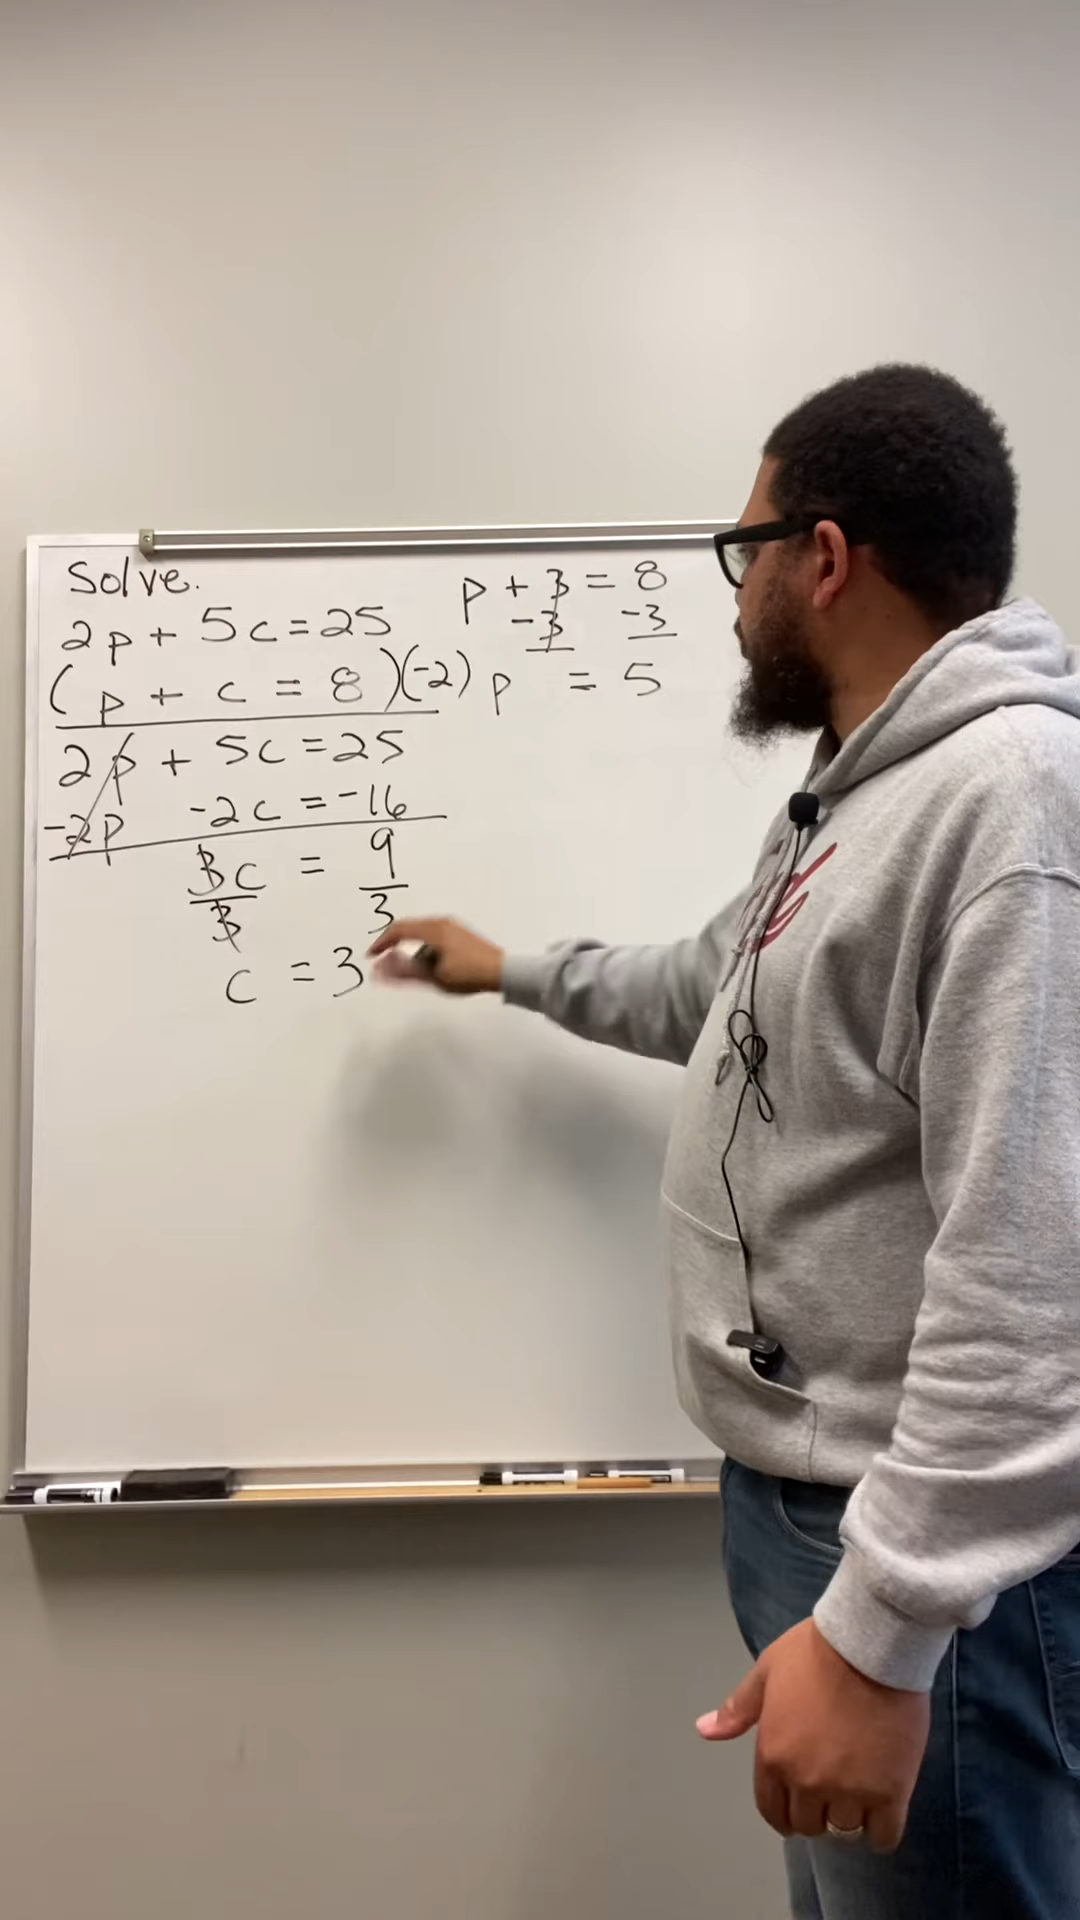 Solve.
2p + 5c = 25
(p + c = 8)(-2)
2p + 5c = 25
-2p -2c = -16
3c = 9
3 3
c = 3
p + 3 = 8
-3 -3
p = 5